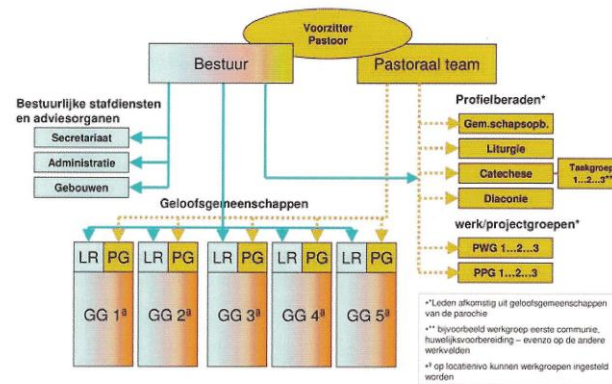 Voorzitter
Pastoor
Bestuur
Pastoraal team
Bestuurlijke stafdiensten
en adviesorganen
Secretariaat
Administratie
Gebouwen
Profielberaden*
Gem.schapsopb.
Liturgie
Catechese
Taakgroep
1...2...3**
Diaconie
Geloofsgemeenschappen
werk/projectgroepen*
PWG 1...2...3
PPG 1...2...3
LR PG LR PG LR PG LR PG LR PG
GG 1ª GG 2ª GG 3ª GG 4ª GG 5ª
•*Leden afkomstig uit geloofsgemeenschappen
van de parochie
•** bijvoorbeeld werkgroep eerste communie,
huwelijksvoorbereiding – evenzo op de andere
werkvelden
•ª op locatienivo kunnen werkgroepen ingesteld
worden